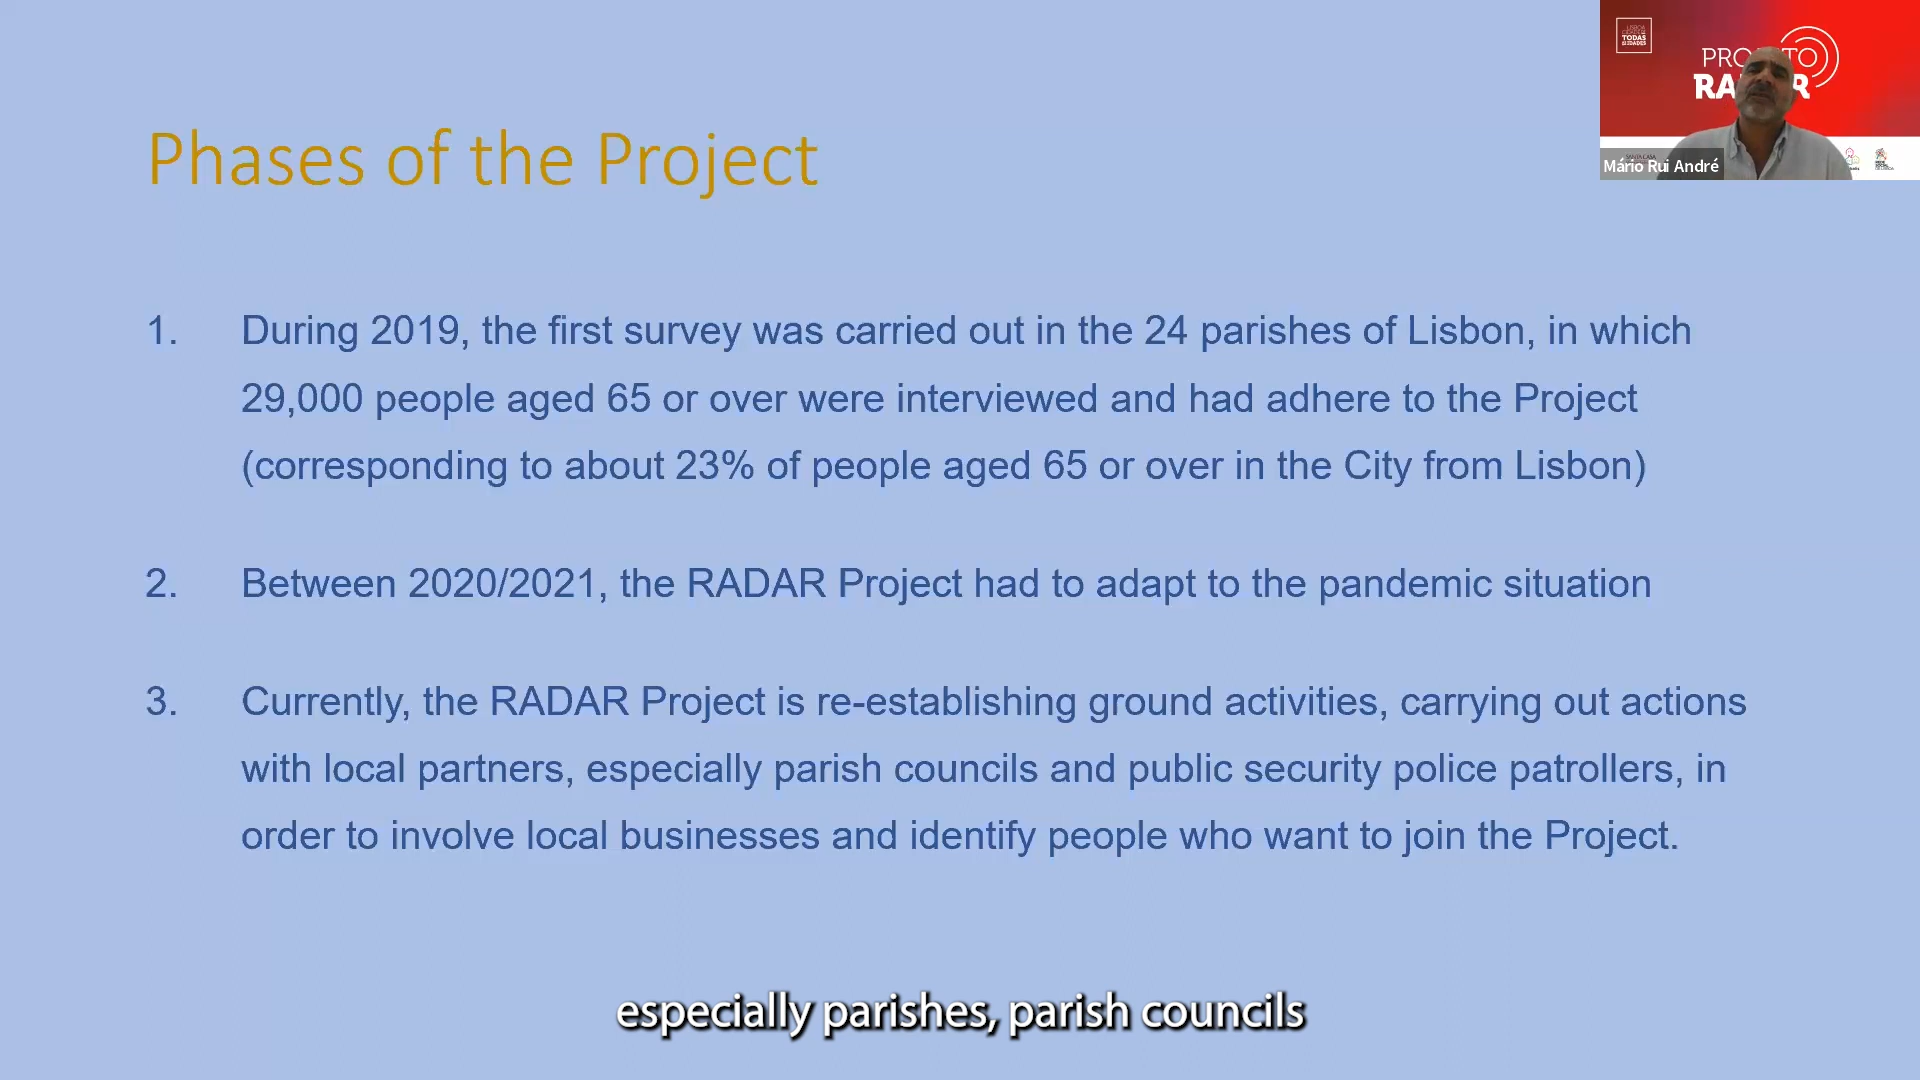 Phases of the Project
1. During 2019, the first survey was carried out in the 24 parishes of Lisbon, in which
29,000 people aged 65 or over were interviewed and had adhere to the Project
(corresponding to about 23% of people aged 65 or over in the City from Lisbon)
2. Between 2020/2021, the RADAR Project had to adapt to the pandemic situation
3. Currently, the RADAR Project is re-establishing ground activities, carrying out actions
with local partners, especially parish councils and public security police patrollers, in
order to involve local businesses and identify people who want to join the Project.
LISBOA
TODAS
Mário Rui André
especially parishes, parish councils